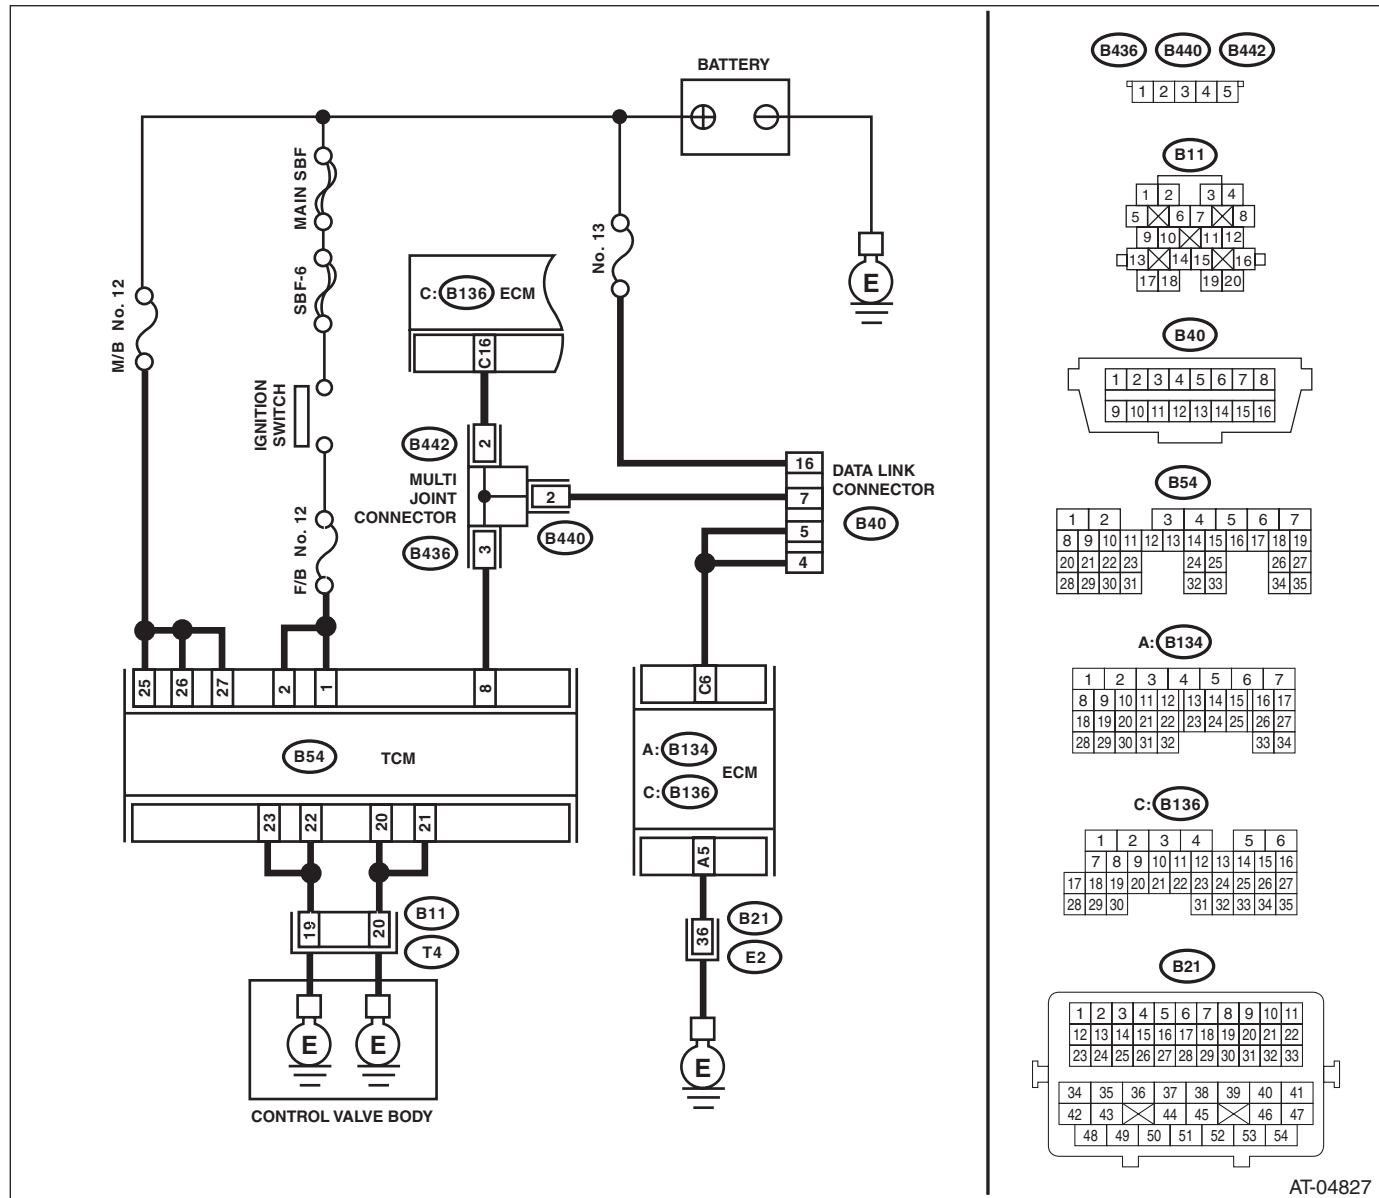 BATTERY
MAIN SBF
SBF-6
M/B No. 12
No. 13
E
C: B136 ECM
C16
IGNITION
SWITCH
B442
2
MULTI
JOINT
CONNECTOR
2
B440
B436
3
16
7
5
4
DATA LINK
CONNECTOR
B40
F/B No. 12
25 26 27 2 1 8
B54 TCM
23 22 20 21
C6
A: B134
C: B136
ECM
A5
19 20
B11
T4
36
B21
E2
E E
E
CONTROL VALVE BODY
B436 B440 B442
1 2 3 4 5
B11
1 2 3 4
5 6 7 8
9 10 11 12
13 14 15 16
17 18 19 20
B40
1 2 3 4 5 6 7 8
9 10 11 12 13 14 15 16
B54
1 2 3 4 5 6 7
8 9 10 11 12 13 14 15 16 17 18 19
20 21 22 23 24 25 26 27
28 29 30 31 32 33 34 35
A: B134
1 2 3 4 5 6 7
8 9 10 11 12 13 14 15 16 17
18 19 20 21 22 23 24 25 26 27
28 29 30 31 32 33 34
C: B136
1 2 3 4 5 6
7 8 9 10 11 12 13 14 15 16
17 18 19 20 21 22 23 24 25 26 27
28 29 30 31 32 33 34 35
B21
1 2 3 4 5 6 7 8 9 10 11
12 13 14 15 16 17 18 19 20 21 22
23 24 25 26 27 28 29 30 31 32 33
34 35 36 37 38 39 40 41
42 43 44 45 46 47
48 49 50 51 52 53 54
AT-04827